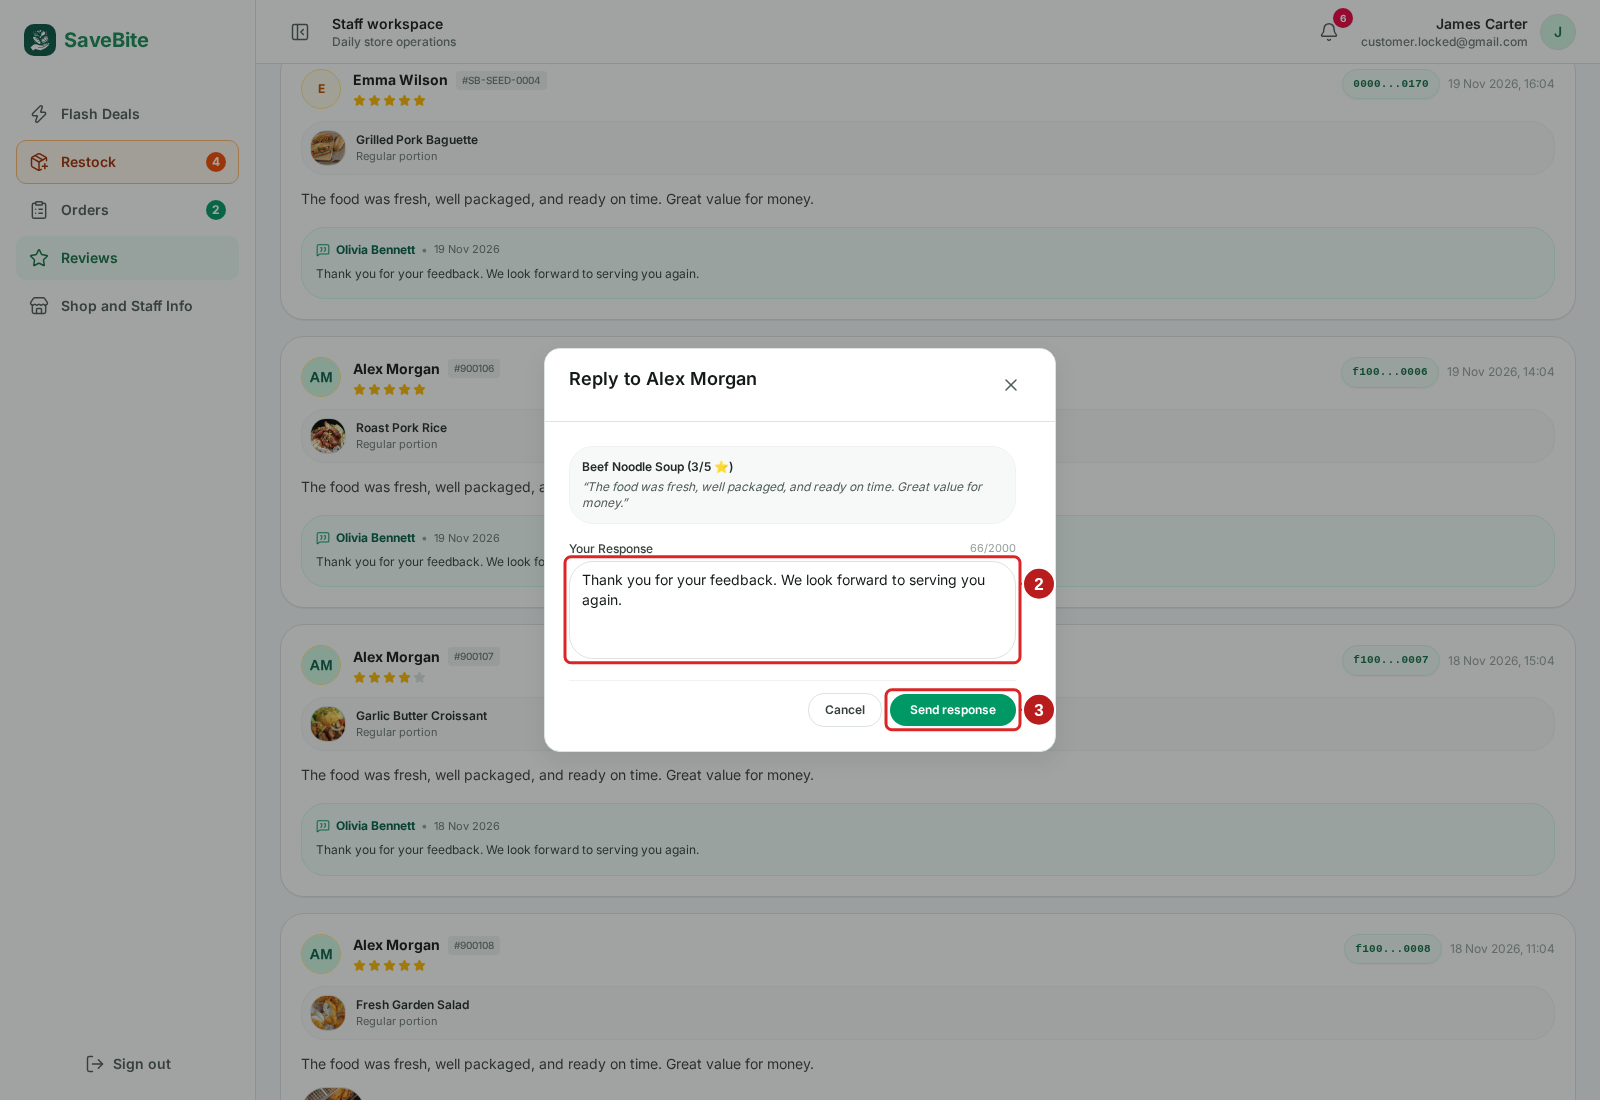 SaveBite
Staff workspace
Daily store operations
6
James Carter
customer.locked@gmail.com
J
Flash Deals
Restock
4
Orders
2
Reviews
Shop and Staff Info
Sign out
E
Emma Wilson
#SB-SEED-0004
0000...0170
19 Nov 2026, 16:04
Grilled Pork Baguette
Regular portion
The food was fresh, well packaged, and ready on time. Great value for money.
Olivia Bennett • 19 Nov 2026
Thank you for your feedback. We look forward to serving you again.
AM
Alex Morgan
#900106
f100...0006
19 Nov 2026, 14:04
Roast Pork Rice
Regular portion
The food was fresh, well packaged, a
Olivia Bennett • 19 Nov 2026
Thank you for your feedback. We look fo
Reply to Alex Morgan
Beef Noodle Soup (3/5 ⭐)
“The food was fresh, well packaged, and ready on time. Great value for
money.”
Your Response
66/2000
Thank you for your feedback. We look forward to serving you
again.
2
Cancel
Send response
3
AM
Alex Morgan
#900107
f100...0007
18 Nov 2026, 15:04
Garlic Butter Croissant
Regular portion
The food was fresh, well packaged, and ready on time. Great value for money.
Olivia Bennett • 18 Nov 2026
Thank you for your feedback. We look forward to serving you again.
AM
Alex Morgan
#900108
f100...0008
18 Nov 2026, 11:04
Fresh Garden Salad
Regular portion
The food was fresh, well packaged, and ready on time. Great value for money.